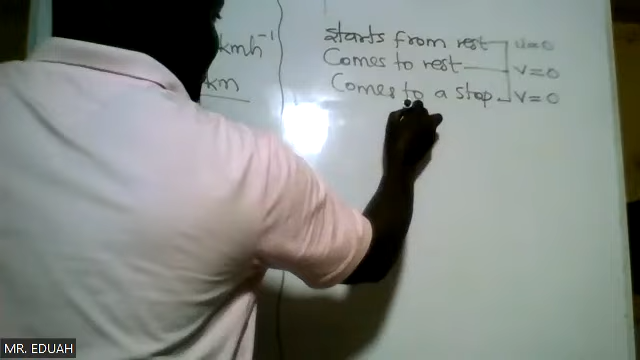 kmh⁻¹
km
starts from rest u=0
Comes to rest v=0
Comes to a stop v=0
MR. EDUAH